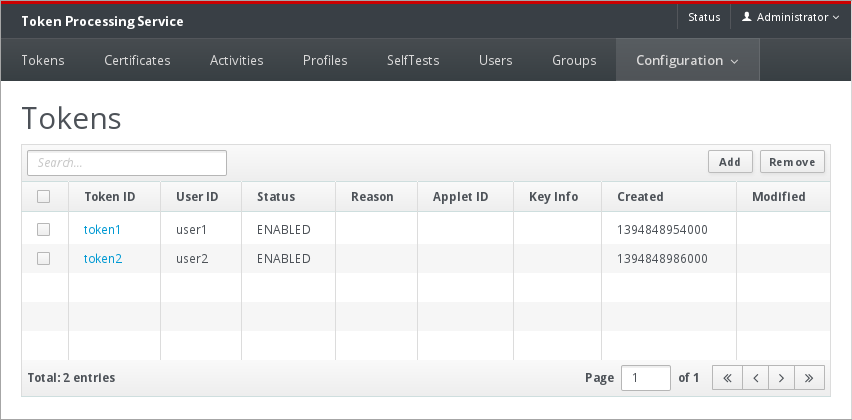 Token Processing Service Status Administrator
Tokens Certificates Activities Profiles SelfTests Users Groups Configuration
Tokens
Search... Add Remove
Token ID User ID Status Reason Applet ID Key Info Created Modified
token1 user1 ENABLED 1394848954000
token2 user2 ENABLED 1394848986000
Total: 2 entries Page 1 of 1